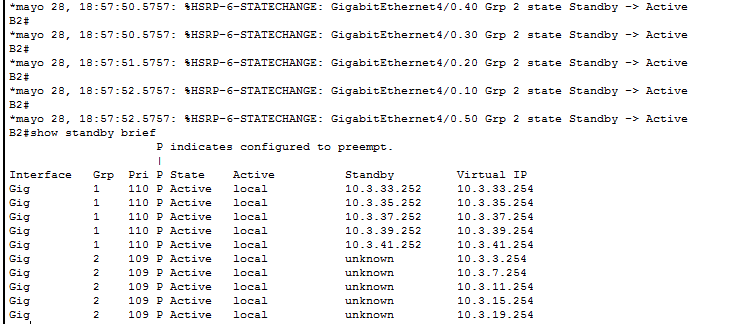 *mayo 28, 18:57:50.5757: %HSRP-6-STATECHANGE: GigabitEthernet4/0.40 Grp 2 state Standby -> Active
B2#
*mayo 28, 18:57:50.5757: %HSRP-6-STATECHANGE: GigabitEthernet4/0.30 Grp 2 state Standby -> Active
B2#
*mayo 28, 18:57:51.5757: %HSRP-6-STATECHANGE: GigabitEthernet4/0.20 Grp 2 state Standby -> Active
B2#
*mayo 28, 18:57:52.5757: %HSRP-6-STATECHANGE: GigabitEthernet4/0.10 Grp 2 state Standby -> Active
B2#
*mayo 28, 18:57:52.5757: %HSRP-6-STATECHANGE: GigabitEthernet4/0.50 Grp 2 state Standby -> Active
B2#show standby brief
P indicates configured to preempt.
|
Interface Grp Pri P State Active Standby Virtual IP
Gig 1 110 P Active local 10.3.33.252 10.3.33.254
Gig 1 110 P Active local 10.3.35.252 10.3.35.254
Gig 1 110 P Active local 10.3.37.252 10.3.37.254
Gig 1 110 P Active local 10.3.39.252 10.3.39.254
Gig 1 110 P Active local 10.3.41.252 10.3.41.254
Gig 2 109 P Active local unknown 10.3.3.254
Gig 2 109 P Active local unknown 10.3.7.254
Gig 2 109 P Active local unknown 10.3.11.254
Gig 2 109 P Active local unknown 10.3.15.254
Gig 2 109 P Active local unknown 10.3.19.254